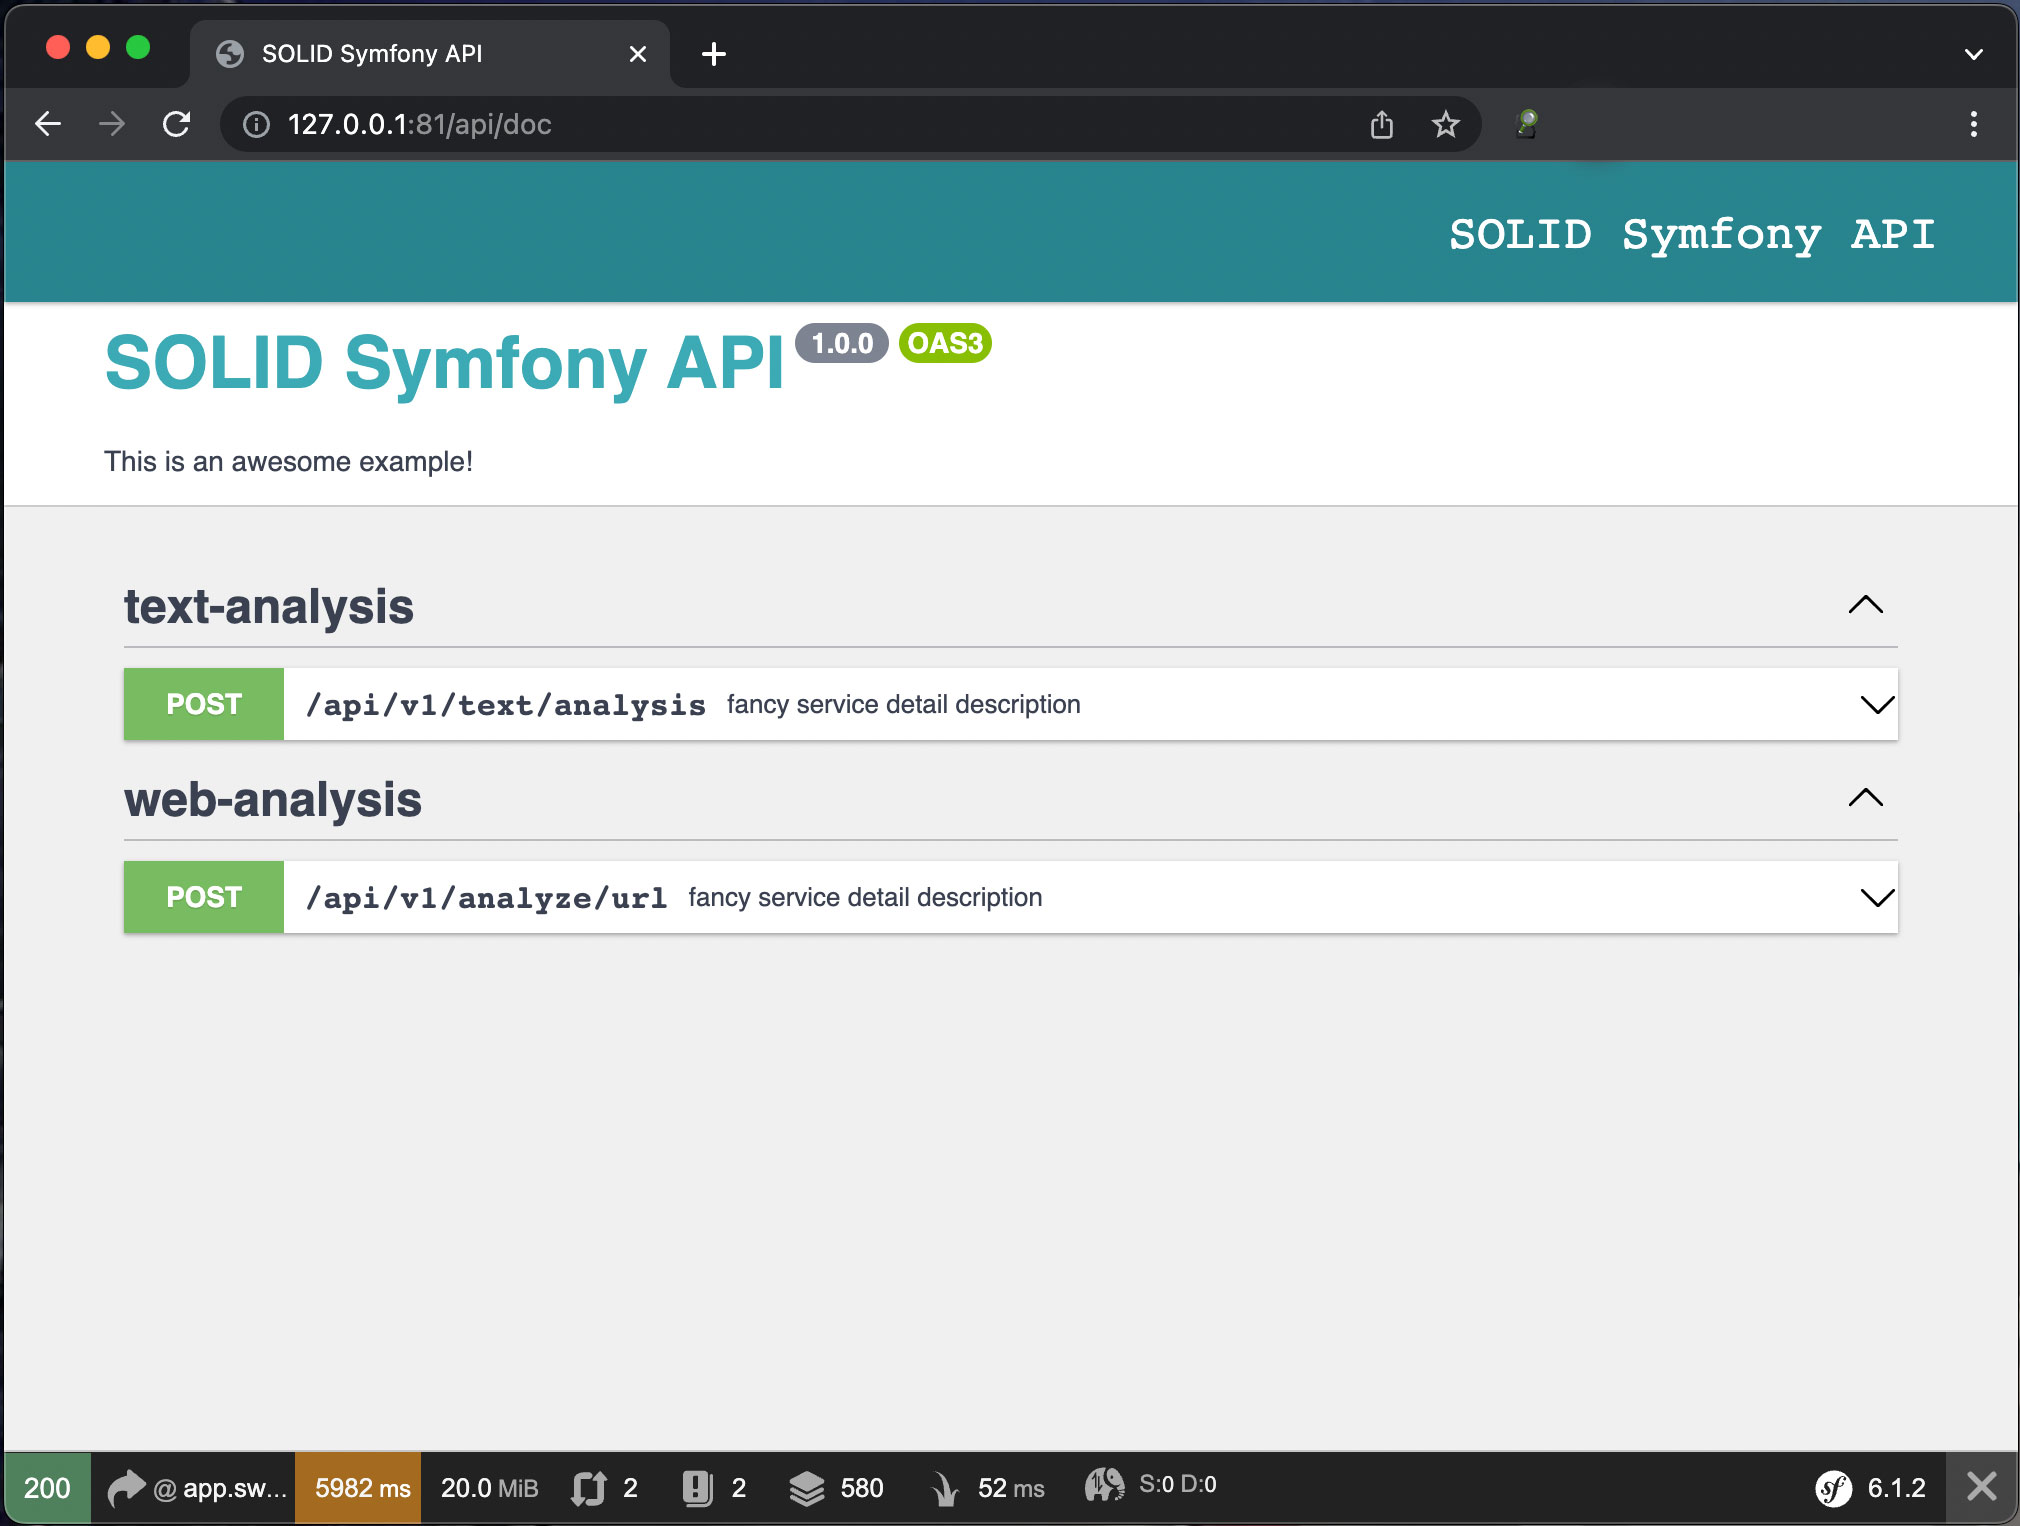 SOLID Symfony API
127.0.0.1:81/api/doc
SOLID Symfony API
SOLID Symfony API 1.0.0 OAS3
This is an awesome example!
text-analysis
POST /api/v1/text/analysis fancy service detail description
web-analysis
POST /api/v1/analyze/url fancy service detail description
200 @ app.sw... 5982 ms 20.0 MiB 2 2 580 52 ms S:0 D:0 sf 6.1.2